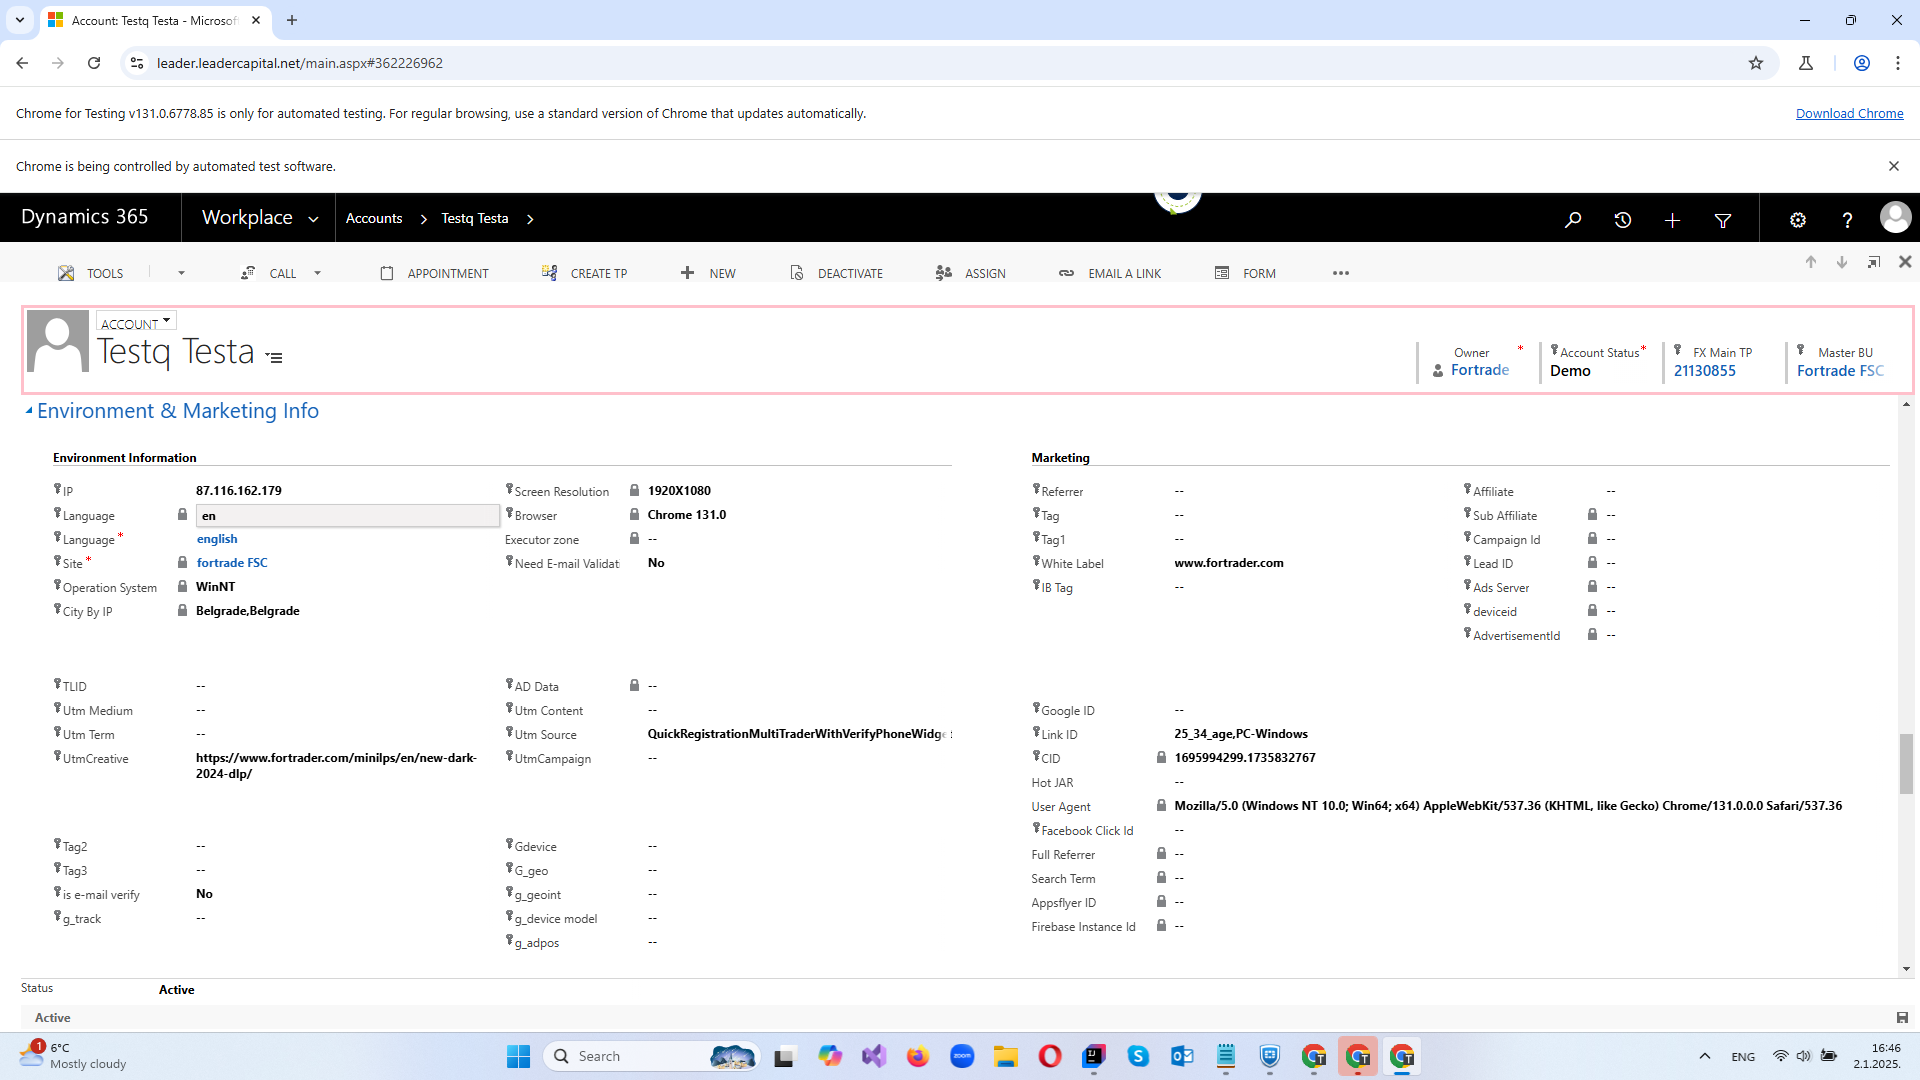 Account: Testq Testa - Microsof
leader.leadercapital.net/main.aspx#362226962
Chrome for Testing v131.0.6778.85 is only for automated testing. For regular browsing, use a standard version of Chrome that updates automatically.
Download Chrome
Chrome is being controlled by automated test software.
Dynamics 365
Workplace
Accounts
Testq Testa
TOOLS
CALL
APPOINTMENT
CREATE TP
NEW
DEACTIVATE
ASSIGN
EMAIL A LINK
FORM
ACCOUNT
Testq Testa
Owner *
Fortrade
Account Status *
Demo
FX Main TP
21130855
Master BU
Fortrade FSC
Environment & Marketing Info
Environment Information
IP 87.116.162.179
Language en
Language * english
Site * fortrade FSC
Operation System WinNT
City By IP Belgrade,Belgrade
Screen Resolution 1920X1080
Browser Chrome 131.0
Executor zone --
Need E-mail Validat No
TLID --
Utm Medium --
Utm Term --
UtmCreative https://www.fortrader.com/minilps/en/new-dark-
2024-dlp/
AD Data --
Utm Content --
Utm Source QuickRegistrationMultiTraderWithVerifyPhoneWidge
UtmCampaign --
Tag2 --
Tag3 --
is e-mail verify No
g_track --
Gdevice --
G_geo --
g_geoint --
g_device model --
g_adpos --
Marketing
Referrer --
Tag --
Tag1 --
White Label www.fortrader.com
IB Tag --
Affiliate --
Sub Affiliate --
Campaign Id --
Lead ID --
Ads Server --
deviceid --
AdvertisementId --
Google ID --
Link ID 25_34_age,PC-Windows
CID 1695994299.1735832767
Hot JAR --
User Agent Mozilla/5.0 (Windows NT 10.0; Win64; x64) AppleWebKit/537.36 (KHTML, like Gecko) Chrome/131.0.0.0 Safari/537.36
Facebook Click Id --
Full Referrer --
Search Term --
Appsflyer ID --
Firebase Instance Id --
Status Active
Active
1
6°C
Mostly cloudy
Search
zoom
ENG
16:46
2.1.2025.